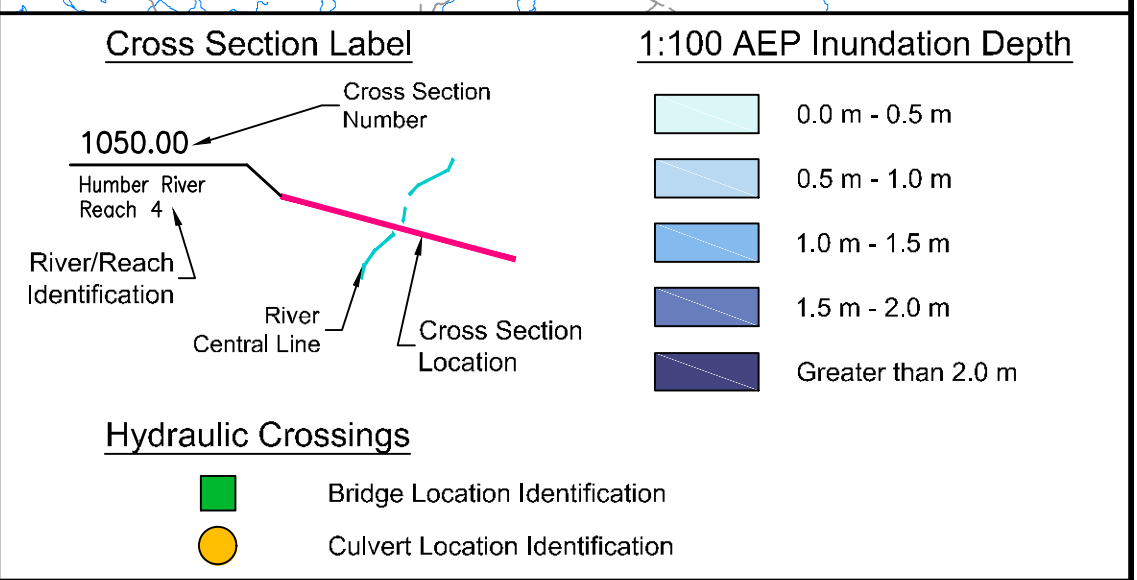 Cross Section Label
Cross Section
Number
1050.00
Humber River
Reach 4
River/Reach
Identification
River
Central Line
Cross Section
Location
1:100 AEP Inundation Depth
0.0 m - 0.5 m
0.5 m - 1.0 m
1.0 m - 1.5 m
1.5 m - 2.0 m
Greater than 2.0 m
Hydraulic Crossings
Bridge Location Identification
Culvert Location Identification